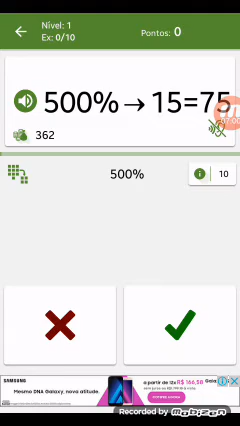 Nível: 1
Ex: 0/10
Pontos: 0
500%→ 15=75
362
500%
10
SAMSUNG
Mesmo DNA Galaxy, nova atitude.
a partir de 12x R$ 166,58
Recorded by Mobizen